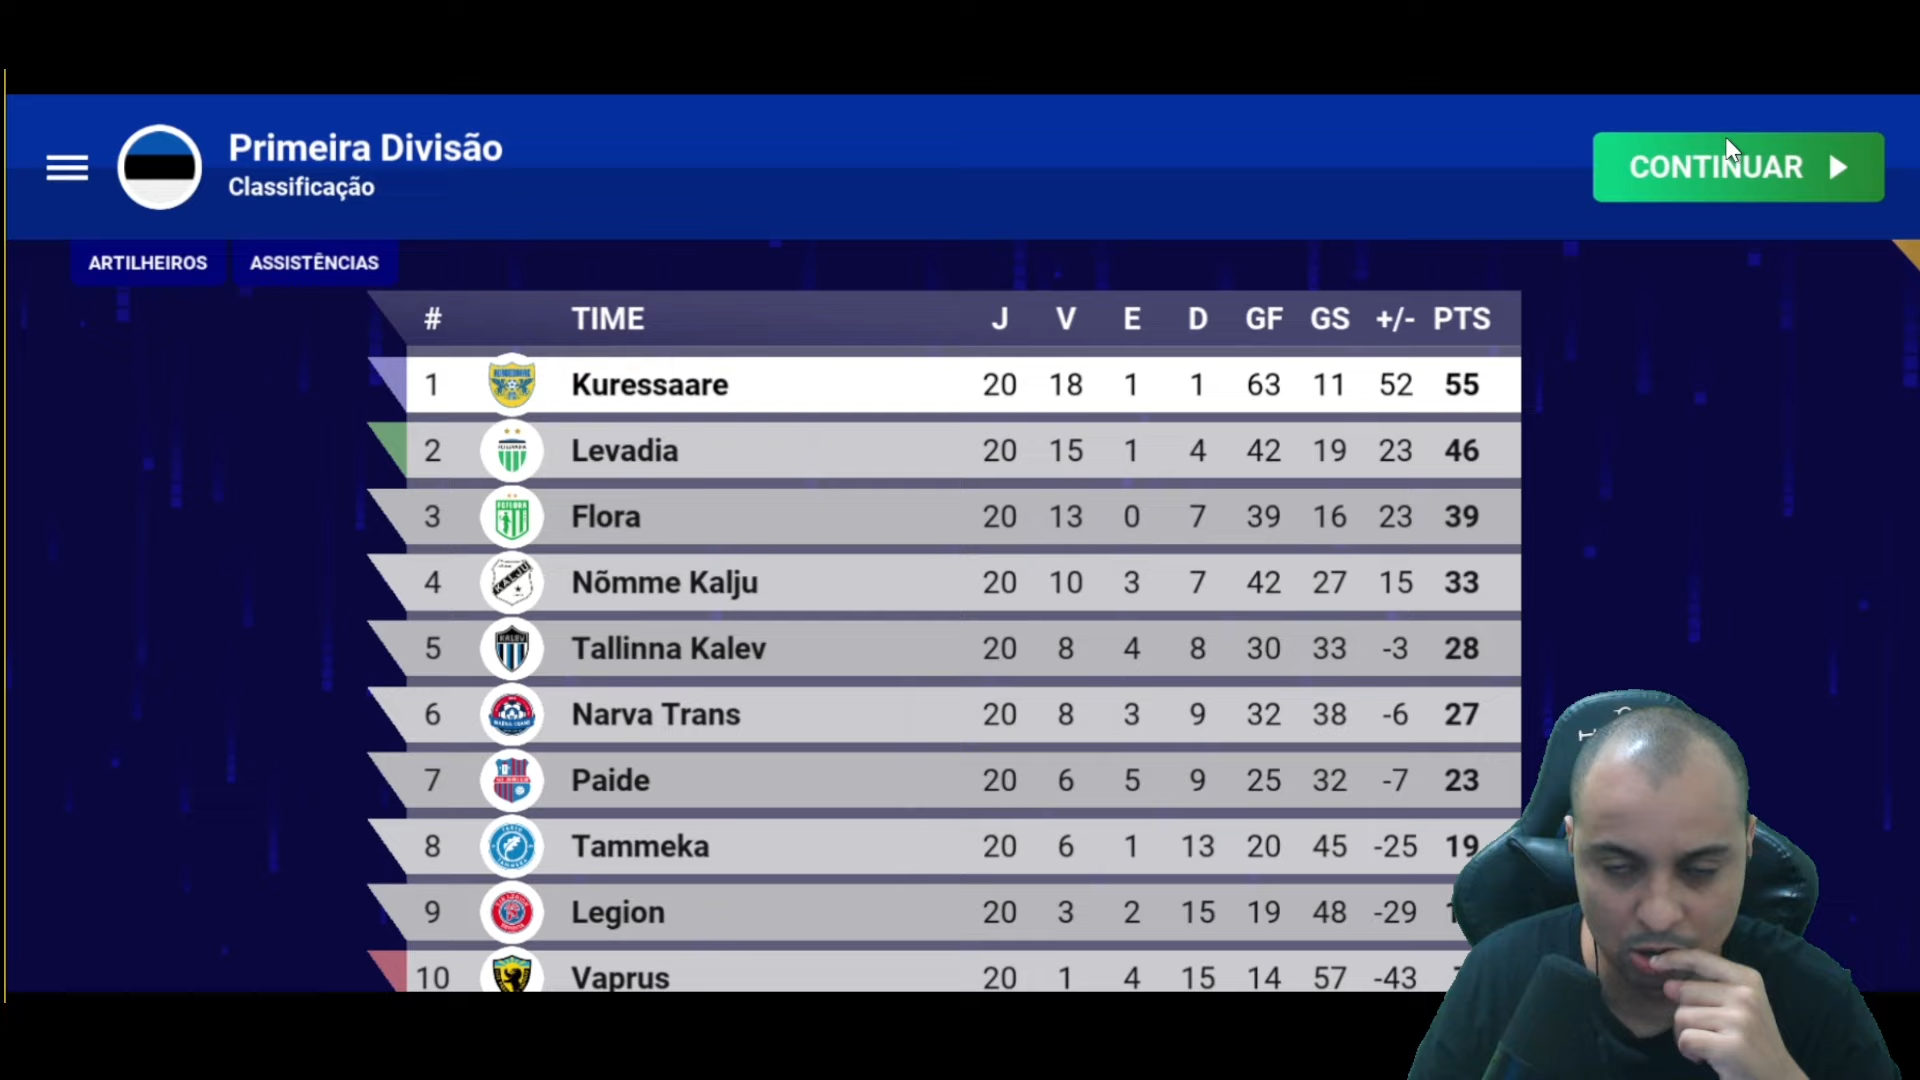 Primeira Divisão
Classificação
CONTINUAR
ARTILHEIROS ASSISTÊNCIAS
# TIME J V E D GF GS +/- PTS
1 Kuressaare 20 18 1 1 63 11 52 55
2 Levadia 20 15 1 4 42 19 23 46
3 Flora 20 13 0 7 39 16 23 39
4 Nõmme Kalju 20 10 3 7 42 27 15 33
5 Tallinna Kalev 20 8 4 8 30 33 -3 28
6 Narva Trans 20 8 3 9 32 38 -6 27
7 Paide 20 6 5 9 25 32 -7 23
8 Tammeka 20 6 1 13 20 45 -25 19
9 Legion 20 3 2 15 19 48 -29
10 Vaprus 20 1 4 15 14 57 -43